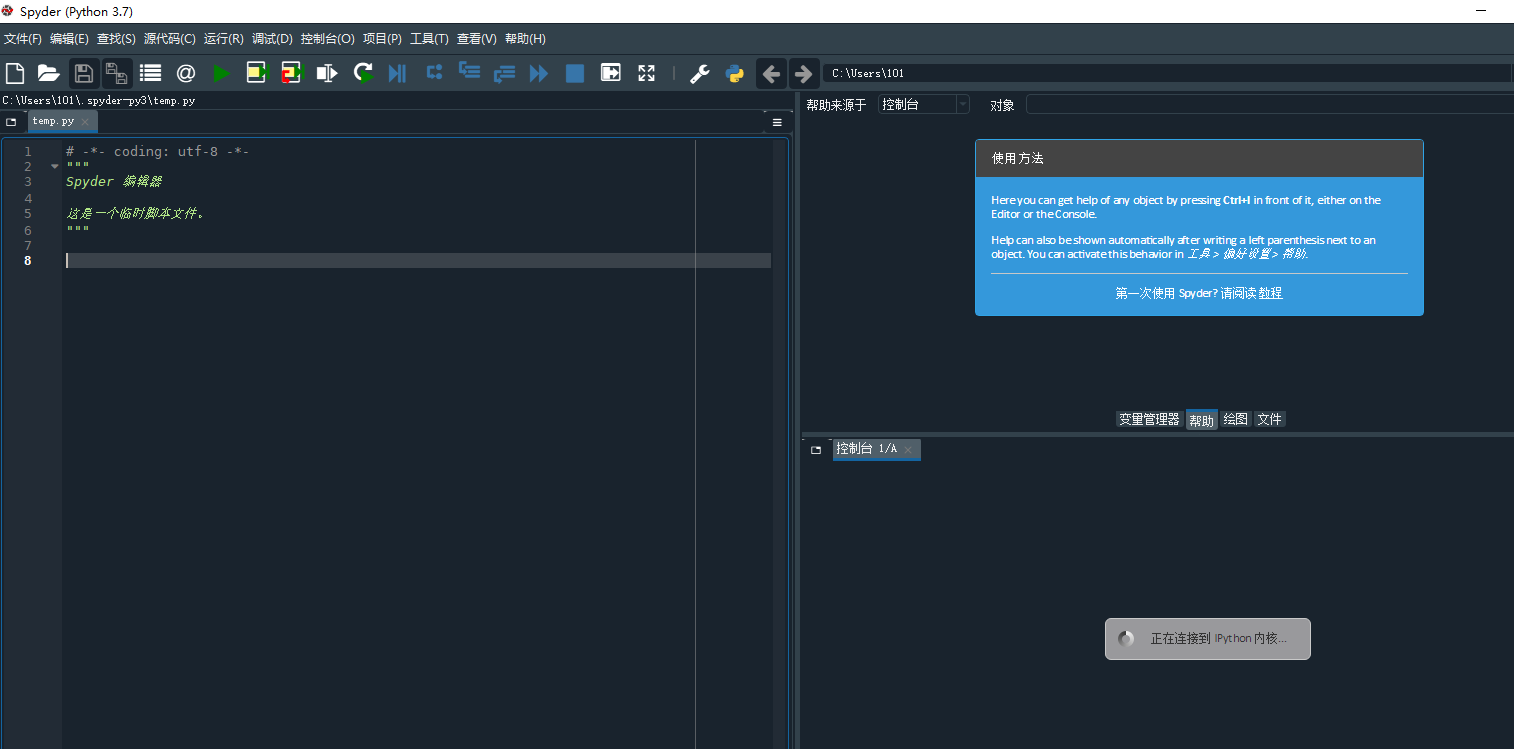 Spyder (Python 3.7)
文件(F) 编辑(E) 查找(S) 源代码(C) 运行(R) 调试(D) 控制台(O) 项目(P) 工具(T) 查看(V) 帮助(H)
C:\Users\101
C:\Users\101\.spyder-py3\temp.py
temp.py
1 # -*- coding: utf-8 -*-
2 """
3 Spyder 编辑器
4
5 这是一个临时脚本文件。
6 """
7
8
帮助来源于 控制台 对象
使用方法
Here you can get help of any object by pressing Ctrl+I in front of it, either on the
Editor or the Console.
Help can also be shown automatically after writing a left parenthesis next to an
object. You can activate this behavior in 工具 > 偏好设置 > 帮助.
第一次使用 Spyder? 请阅读 教程
变量管理器 帮助 绘图 文件
控制台 1/A
正在连接到 IPython 内核...